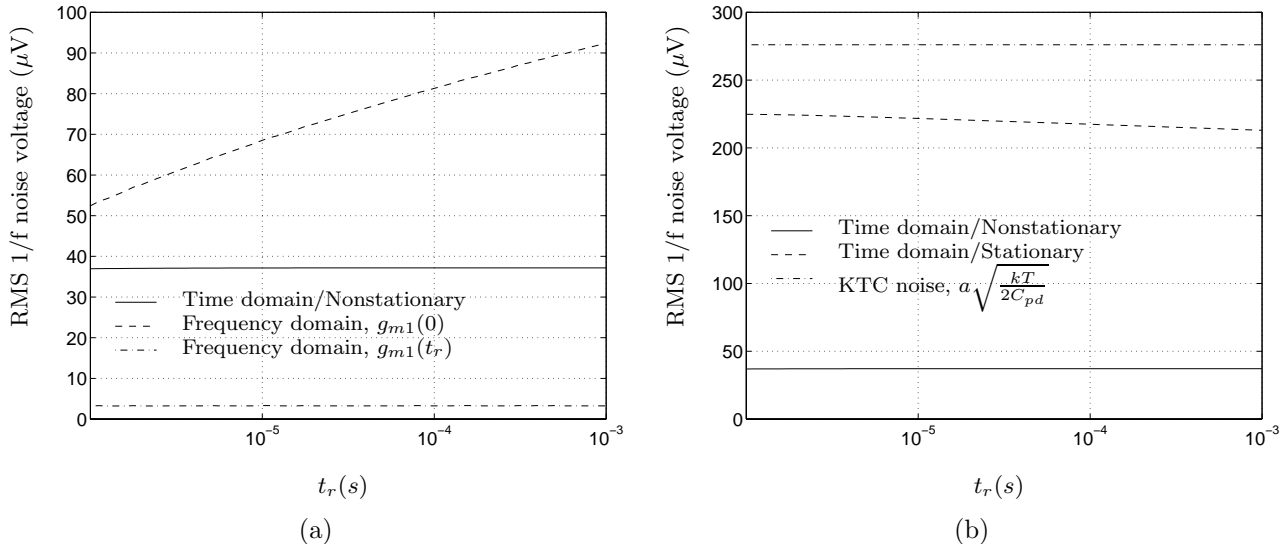 RMS 1/f noise voltage (μV)
100
90
80
70
60
50
40
30
20
10
0
Time domain/Nonstationary
Frequency domain, g_{m1}(0)
Frequency domain, g_{m1}(t_r)
10^{-5}
10^{-4}
10^{-3}
t_r(s)
(a)
RMS 1/f noise voltage (μV)
300
250
200
150
100
50
0
Time domain/Nonstationary
Time domain/Stationary
KTC noise, a\sqrt{\frac{kT}{2C_{pd}}}
10^{-5}
10^{-4}
10^{-3}
t_r(s)
(b)